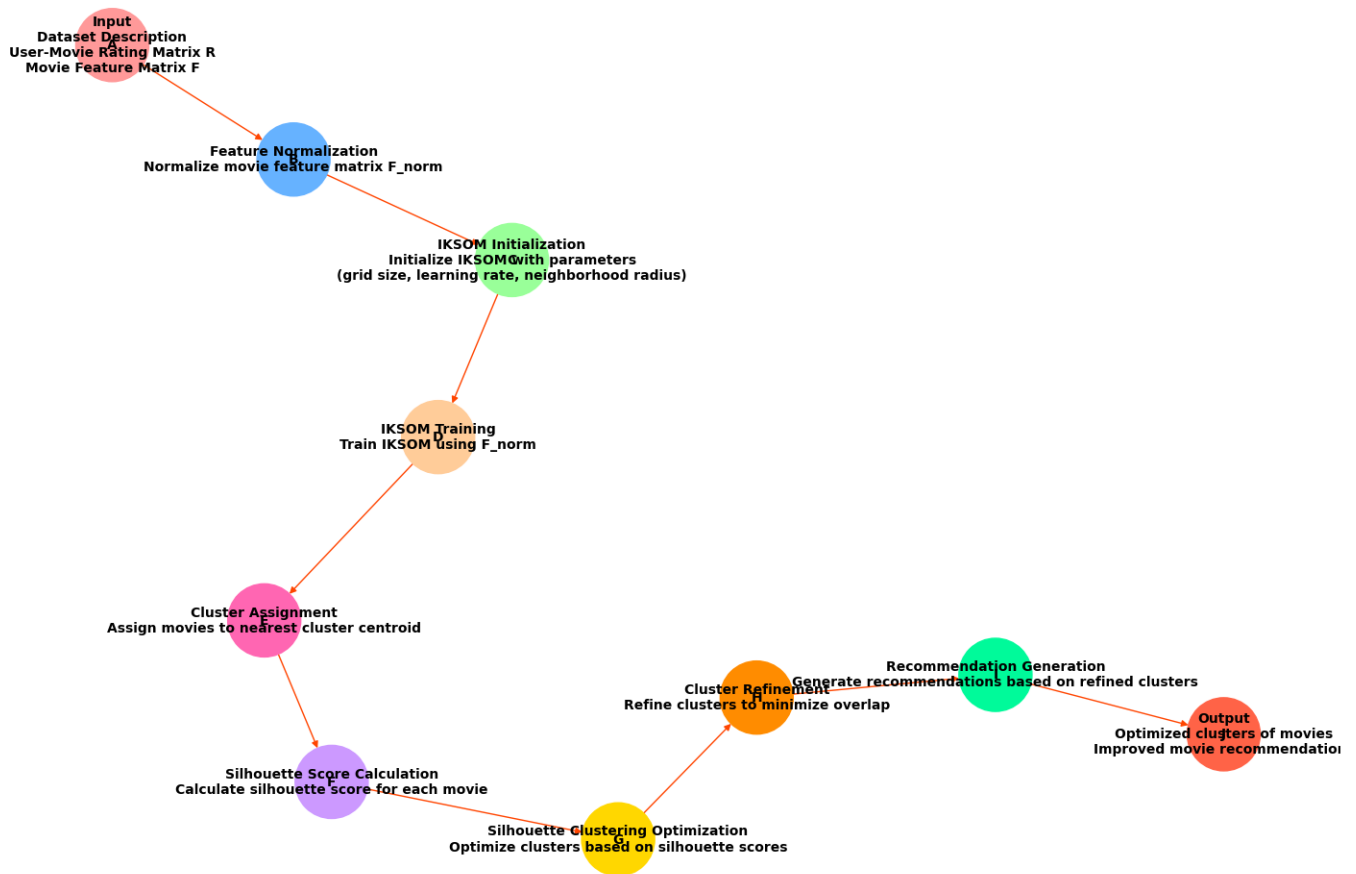 Input
Dataset Description
A
User-Movie Rating Matrix R
Movie Feature Matrix F
Feature Normalization
B
Normalize movie feature matrix F_norm
IKSOM Initialization
Initialize IKSOM with parameters
C
(grid size, learning rate, neighborhood radius)
IKSOM Training
D
Train IKSOM using F_norm
Cluster Assignment
E
Assign movies to nearest cluster centroid
Silhouette Score Calculation
F
Calculate silhouette score for each movie
Silhouette Clustering Optimization
G
Optimize clusters based on silhouette scores
Cluster Refinement
H
Refine clusters to minimize overlap
Recommendation Generation
I
Generate recommendations based on refined clusters
Output
Optimized clusters of movies
J
Improved movie recommendation